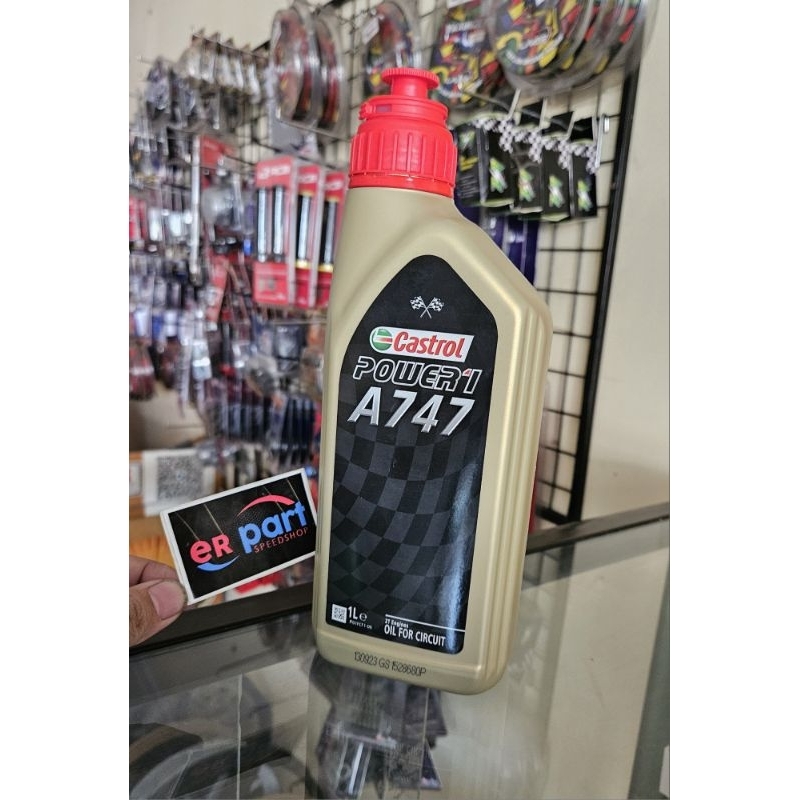 Castrol
POWER1
A747
eR part
SPEEDSHOP
1L e
2T Engines
OIL FOR CIRCUIT
130923 GS 1528680P